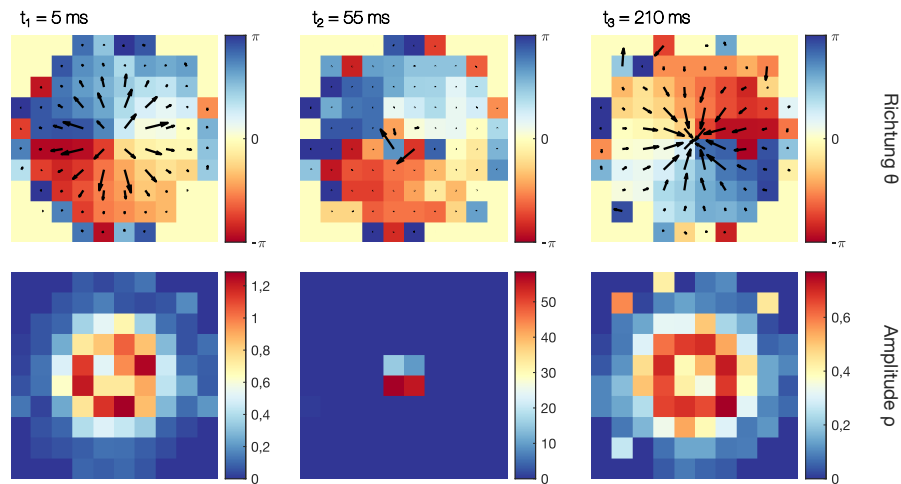 t₁ = 5 ms
t₂ = 55 ms
t₃ = 210 ms
π
0
-π
π
0
-π
π
0
-π
Richtung θ
1,2
1
0,8
0,6
0,4
0,2
0
50
40
30
20
10
0
0,6
0,4
0,2
0
Amplitude ρ